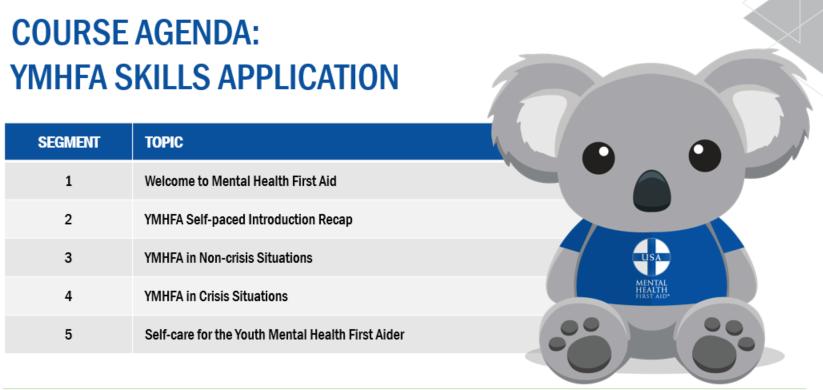 COURSE AGENDA:
YMHFA SKILLS APPLICATION
SEGMENT TOPIC
1 Welcome to Mental Health First Aid
2 YMHFA Self-paced Introduction Recap
3 YMHFA in Non-crisis Situations
4 YMHFA in Crisis Situations
5 Self-care for the Youth Mental Health First Aider
USA
MENTAL
HEALTH
FIRST AID®